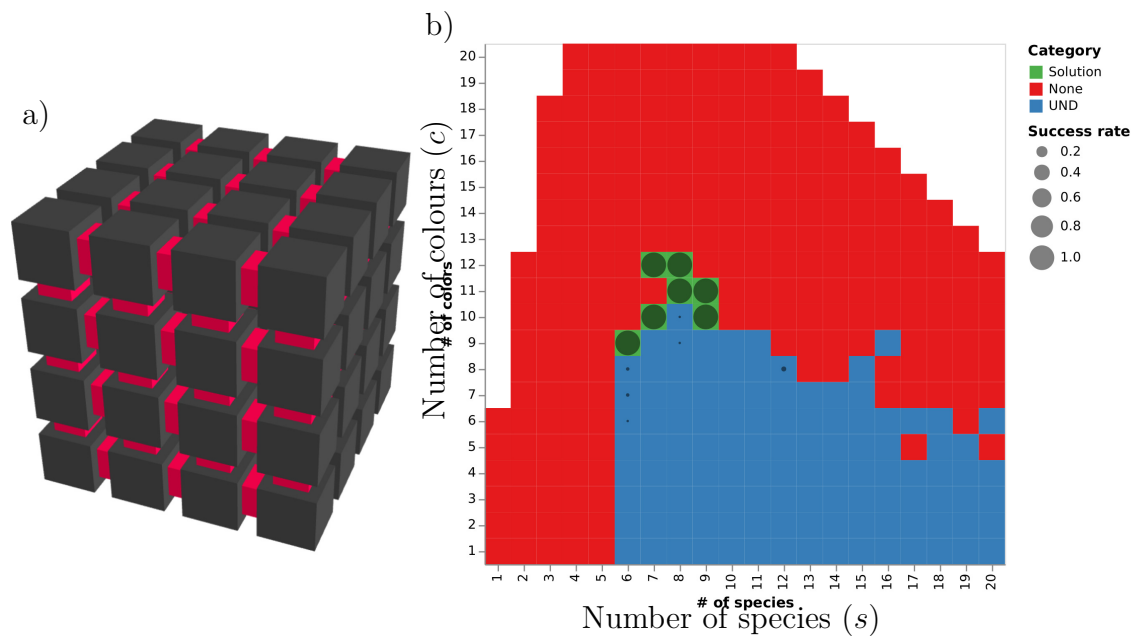 a)
b)
Number of colours (c)
# of colors
20
19
18
17
16
15
14
13
12
11
10
9
8
7
6
5
4
3
2
1
1 2 3 4 5 6 7 8 9 10 11 12 13 14 15 16 17 18 19 20
# of species
Number of species (s)
Category
Solution
None
UND
Success rate
0.2
0.4
0.6
0.8
1.0